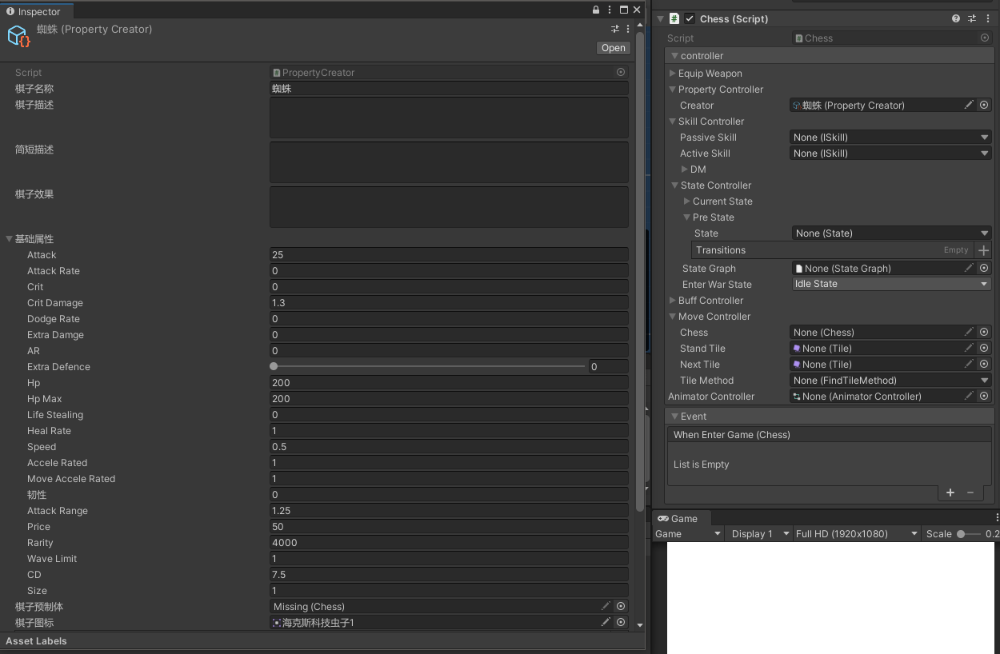 Inspector
蜘蛛 (Property Creator)
Open
Script PropertyCreator
棋子名称 蜘蛛
棋子描述
简短描述
棋子效果
基础属性
Attack 25
Attack Rate 0
Crit 0
Crit Damage 1.3
Dodge Rate 0
Extra Damge 0
AR 0
Extra Defence 0
Hp 200
Hp Max 200
Life Stealing 0
Heal Rate 1
Speed 0.5
Accele Rated 1
Move Accele Rated 1
韧性 0
Attack Range 1.25
Price 50
Rarity 4000
Wave Limit 1
CD 7.5
Size 1
棋子预制体 Missing (Chess)
棋子图标 海克斯科技虫子1
Asset Labels
Chess (Script)
Script Chess
controller
Equip Weapon
Property Controller
Creator 蜘蛛 (Property Creator)
Skill Controller
Passive Skill None (ISkill)
Active Skill None (ISkill)
DM
State Controller
Current State
Pre State
State None (State)
Transitions Empty
State Graph None (State Graph)
Enter War State Idle State
Buff Controller
Move Controller
Chess None (Chess)
Stand Tile None (Tile)
Next Tile None (Tile)
Tile Method None (FindTileMethod)
Animator Controller None (Animator Controller)
Event
When Enter Game (Chess)
List is Empty
Game
Game Display 1 Full HD (1920x1080) Scale 0.2